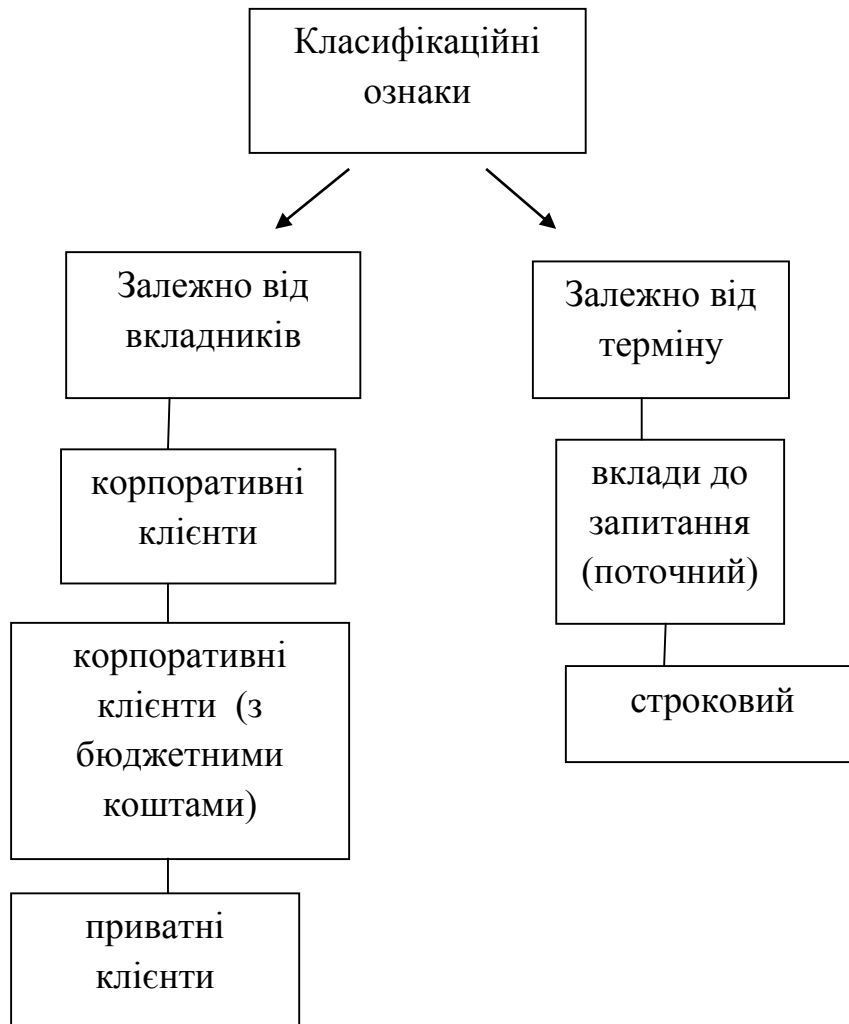 Класифікаційні
ознаки
Залежно від
вкладників
корпоративні
клієнти
корпоративні
клієнти (з
бюджетними
коштами)
приватні
клієнти
Залежно від
терміну
вклади до
запитання
(поточний)
строковий